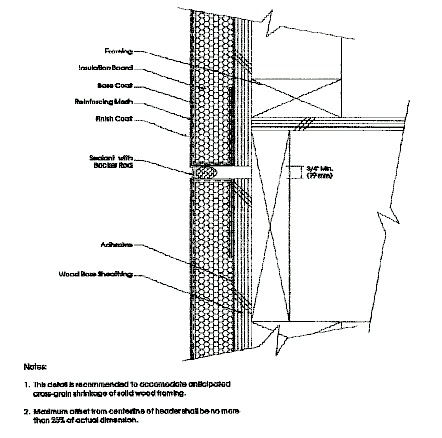 Framing
Insulation Board
Base Coat
Reinforcing Mesh
Finish Coat
Sealant with
Backer Rod
3/4" Min.
(19 mm)
Adhesive
Wood Base Sheathing
Notes:
1. This detail is recommended to accomodate anticipated
cross-grain shrinkage of solid wood framing.
2. Maximum offset from centerline of header shall be no more
than 25% of actual dimension.